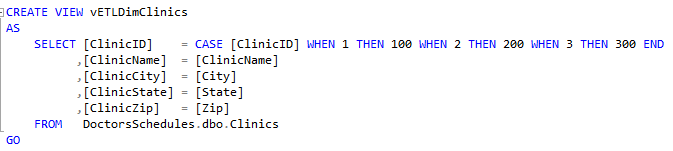 CREATE VIEW vETLDimClinics
AS
SELECT [ClinicID] = CASE [ClinicID] WHEN 1 THEN 100 WHEN 2 THEN 200 WHEN 3 THEN 300 END
,[ClinicName] = [ClinicName]
,[ClinicCity] = [City]
,[ClinicState] = [State]
,[ClinicZip] = [Zip]
FROM DoctorsSchedules.dbo.Clinics
GO